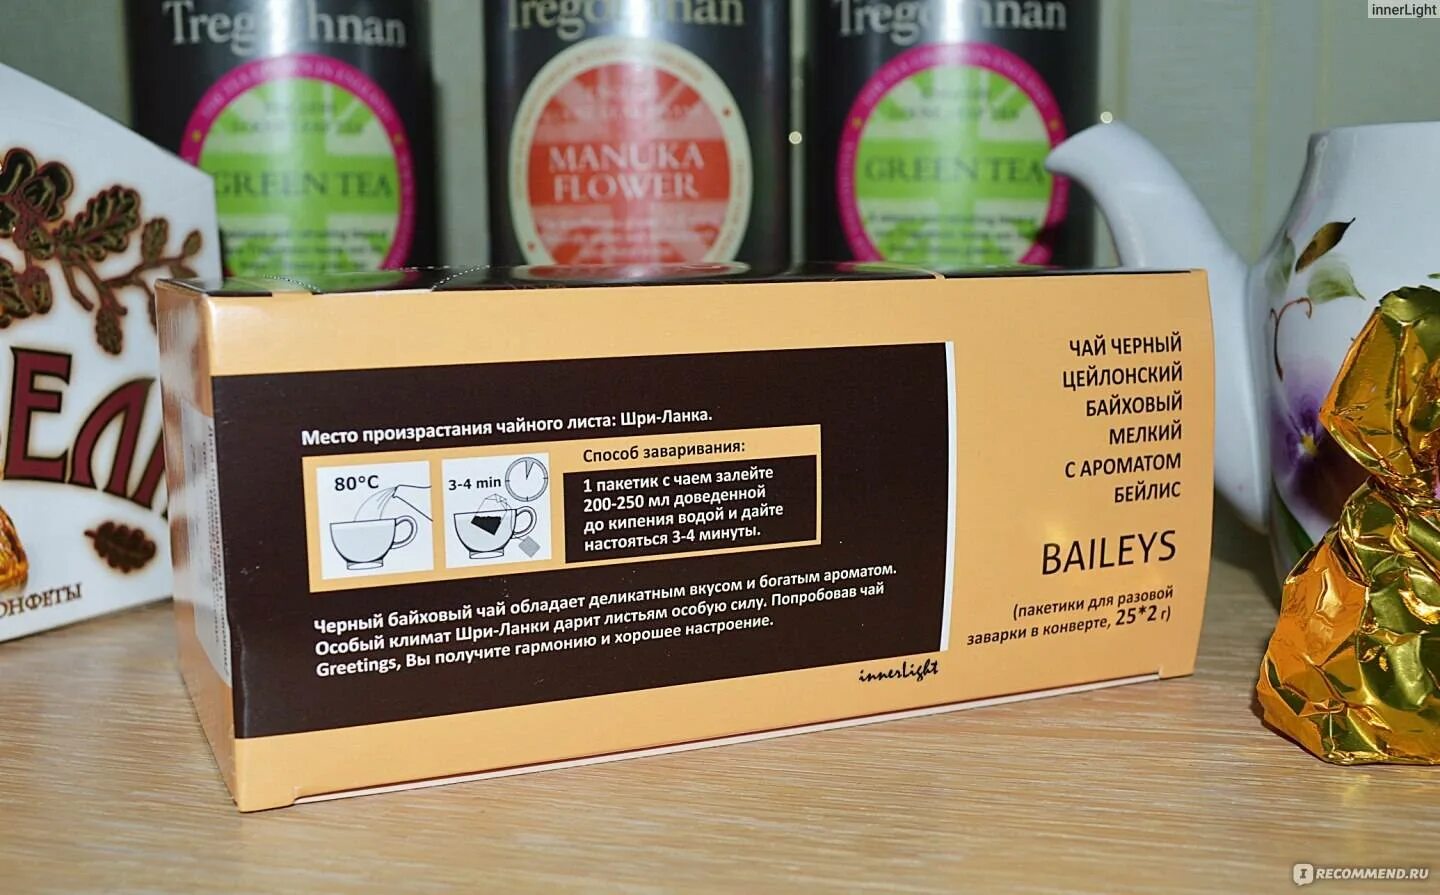 innerLight
Tregothnan
Tregothnan
Tregothnan
GREEN TEA
MANUKA
FLOWER
GREEN TEA
ЧАЙ ЧЕРНЫЙ
ЦЕЙЛОНСКИЙ
БАЙХОВЫЙ
МЕЛКИЙ
С АРОМАТОМ
БЕЙЛИС
BAILEYS
(пакетики для разовой
заварки в конверте, 25*2 г)
Место произрастания чайного листа: Шри-Ланка.
80°C
3-4 min
Способ заваривания:
1 пакетик с чаем залейте
200-250 мл доведенной
до кипения водой и дайте
настояться 3-4 минуты.
Черный байховый чай обладает деликатным вкусом и богатым ароматом.
Особый климат Шри-Ланки дарит листьям особую силу. Попробовав чай
Greetings, Вы получите гармонию и хорошее настроение.
innerLight
IRECOMMEND.RU